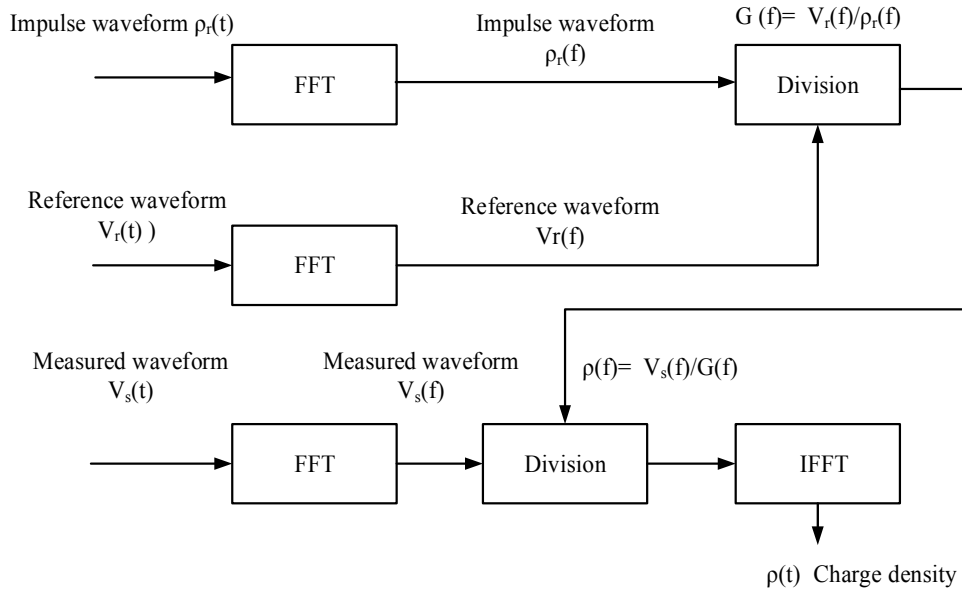 Impulse waveform ρᵣ(t)
FFT
Impulse waveform
ρᵣ(f)
G (f)= Vᵣ(f)/ρᵣ(f)
Division
Reference waveform
Vᵣ(t) )
FFT
Reference waveform
Vr(f)
Measured waveform
Vₛ(t)
FFT
Measured waveform
Vₛ(f)
ρ(f)= Vₛ(f)/G(f)
Division
IFFT
ρ(t) Charge density